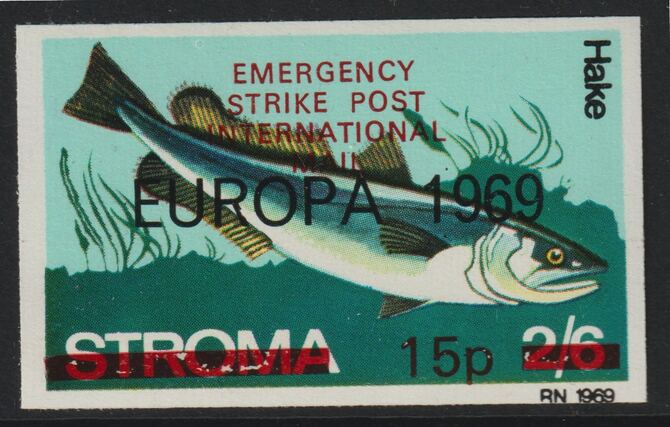 EMERGENCY
STRIKE POST
INTERNATIONAL
MAIL
EUROPA 1969
Hake
STROMA 15p 2/6
RN 1969